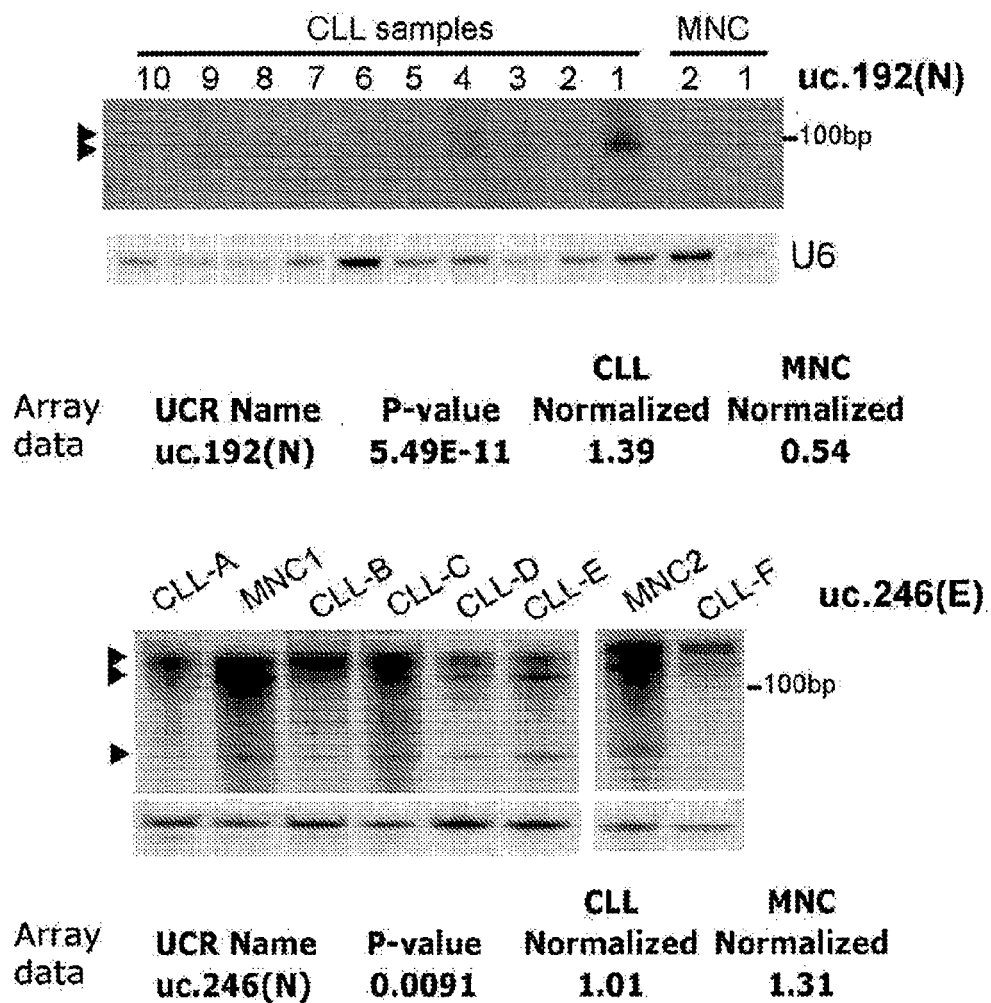 CLL samples MNC
10 9 8 7 6 5 4 3 2 1 2 1 uc.192(N)
-100bp
U6
CLL MNC
Array UCR Name P-value Normalized Normalized
data uc.192(N) 5.49E-11 1.39 0.54
CLL-A MNC1 CLL-B CLL-C CLL-D CLL-E MNC2 CLL-F uc.246(E)
-100bp
CLL MNC
Array UCR Name P-value Normalized Normalized
data uc.246(N) 0.0091 1.01 1.31